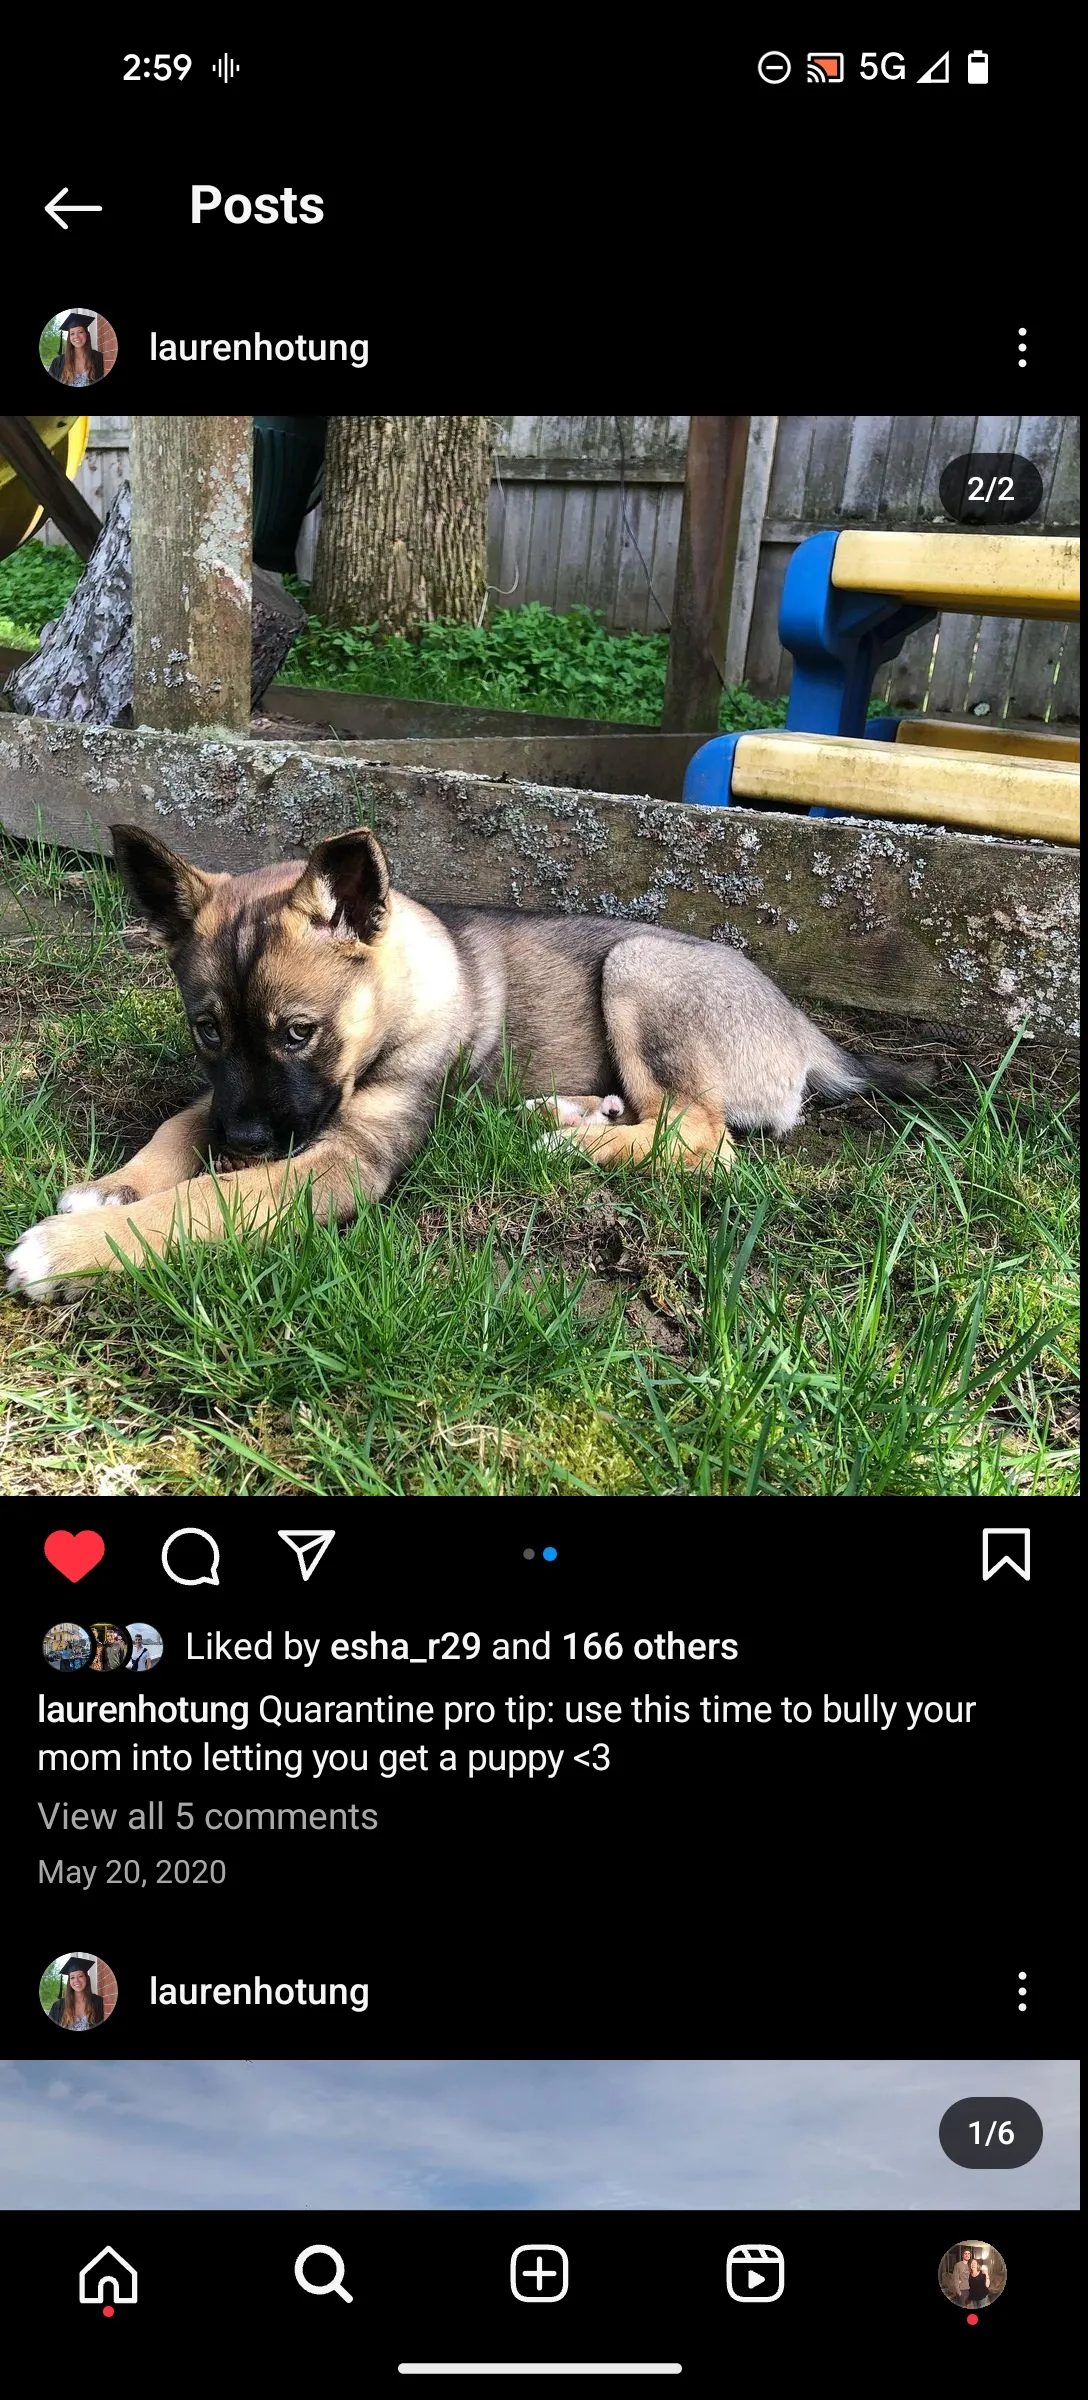 2:59 5G
Posts
laurenhotung
2/2
Liked by esha_r29 and 166 others
laurenhotung Quarantine pro tip: use this time to bully your
mom into letting you get a puppy <3
View all 5 comments
May 20, 2020
laurenhotung
1/6